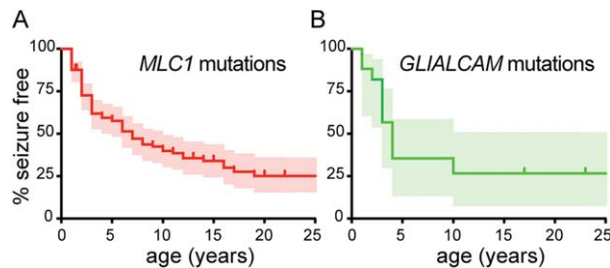 A
B
MLC1 mutations
GLIALCAM mutations
% seizure free
100
75
50
25
0
0 5 10 15 20 25
age (years)
100
75
50
25
0
0 5 10 15 20 25
age (years)